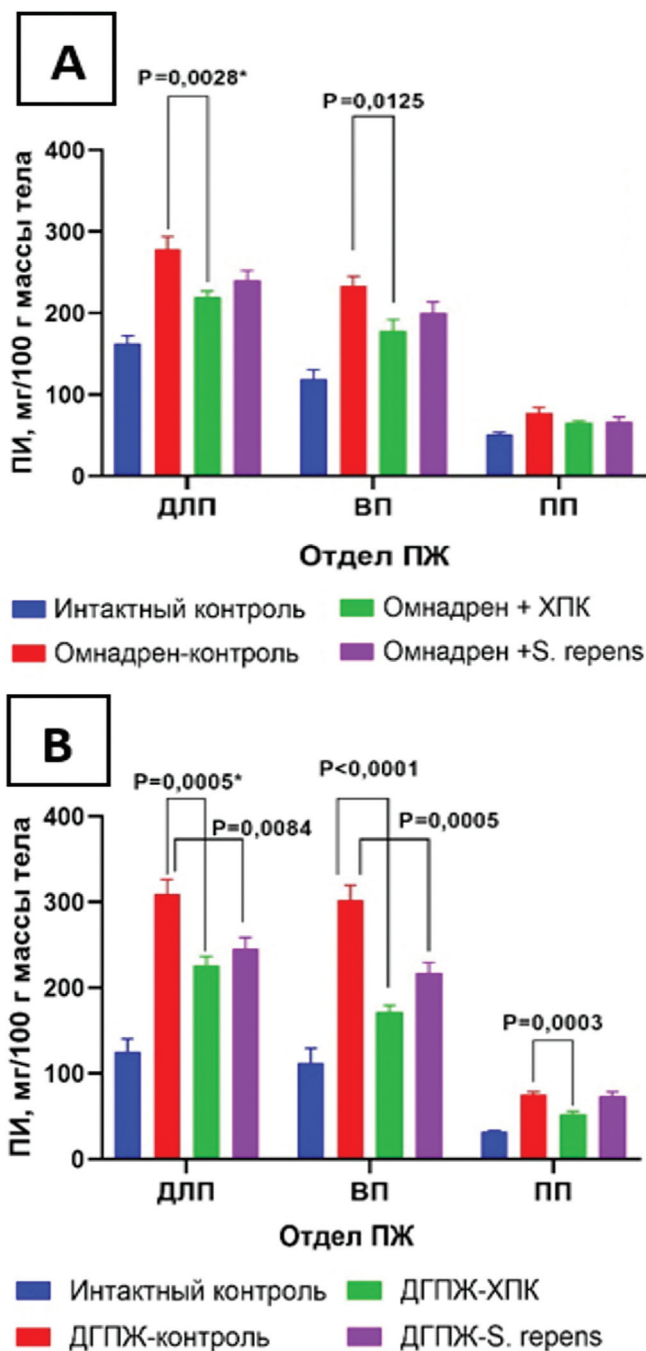 A
P=0,0028*
P=0,0125
ПИ, мг/100 г массы тела
400
300
200
100
0
ДЛП ВП ПП
Отдел ПЖ
Интактный контроль Омнадрен + ХПК
Омнадрен-контроль Омнадрен +S. repens
B
P=0,0005*
P<0,0001
P=0,0084
P=0,0005
P=0,0003
ПИ, мг/100 г массы тела
400
300
200
100
0
ДЛП ВП ПП
Отдел ПЖ
Интактный контроль ДГПЖ-ХПК
ДГПЖ-контроль ДГПЖ-S. repens